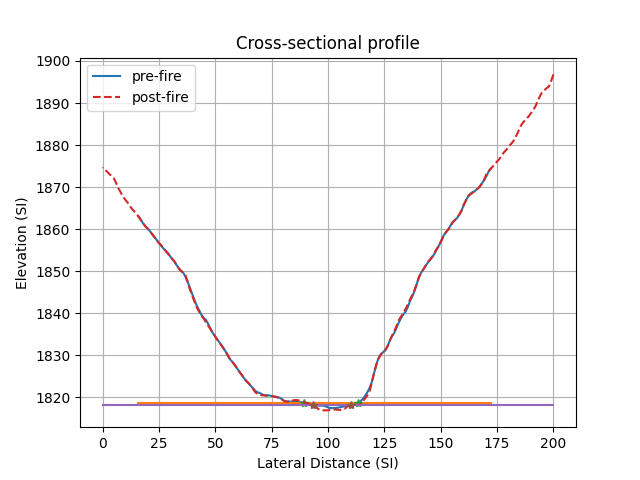 Cross-sectional profile
pre-fire
post-fire
1900
1890
1880
1870
1860
1850
1840
1830
1820
Elevation (SI)
0 25 50 75 100 125 150 175 200
Lateral Distance (SI)